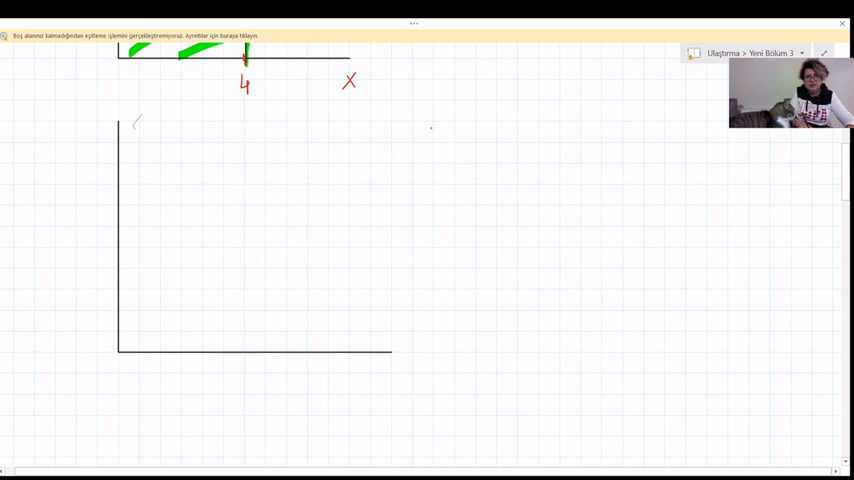 Boş alanınız kalmadığından eşitleme işlemini gerçekleştiremiyoruz. Ayrıntılar için buraya tıklayın.
Ulaştırma > Yeni Bölüm 3
4
X